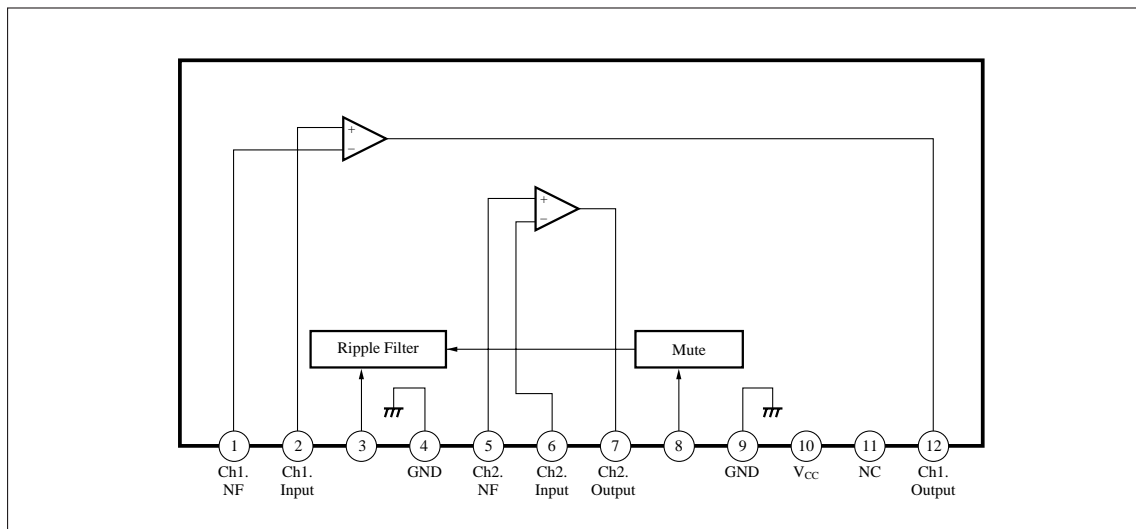 +
−
+
−
Ripple Filter
Mute
1
2
3
4
5
6
7
8
9
10
11
12
Ch1.
NF
Ch1.
Input
GND
Ch2.
NF
Ch2.
Input
Ch2.
Output
GND
VCC
NC
Ch1.
Output